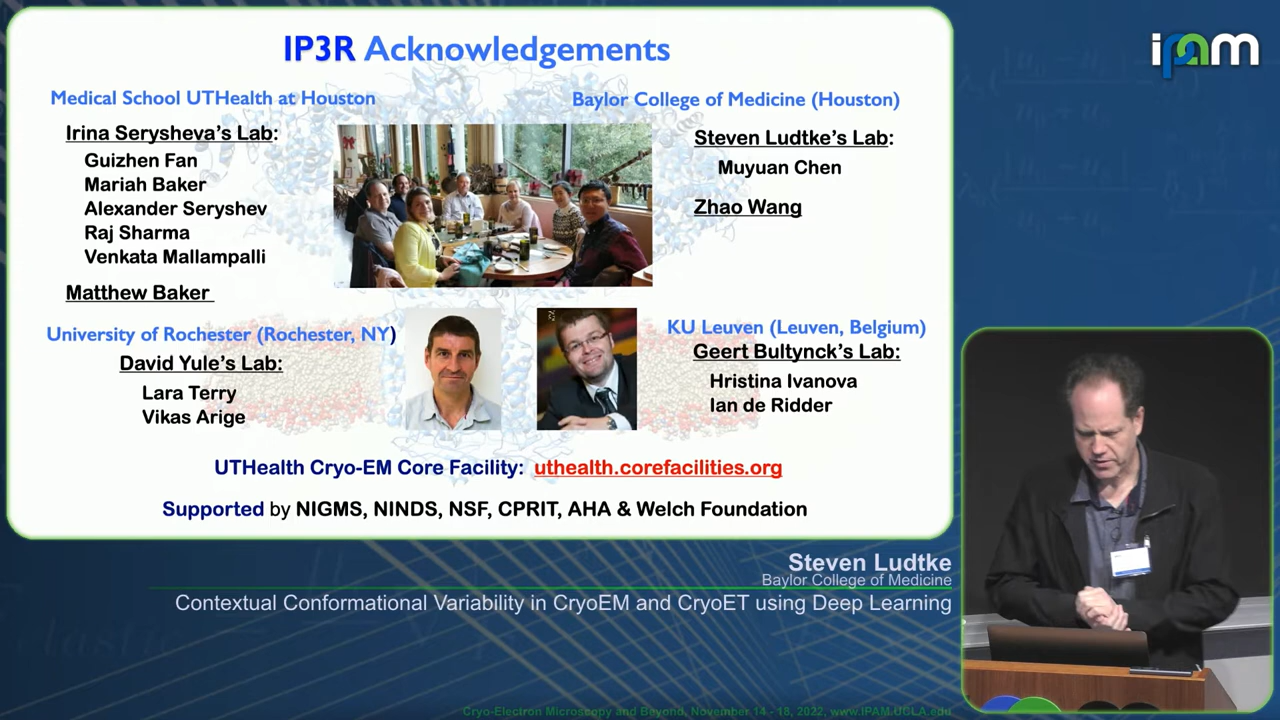 IP3R Acknowledgements
ipam
Medical School UTHealth at Houston
Irina Serysheva's Lab:
Guizhen Fan
Mariah Baker
Alexander Seryshev
Raj Sharma
Venkata Mallampalli
Matthew Baker
Baylor College of Medicine (Houston)
Steven Ludtke's Lab:
Muyuan Chen
Zhao Wang
University of Rochester (Rochester, NY)
David Yule's Lab:
Lara Terry
Vikas Arige
KU Leuven (Leuven, Belgium)
Geert Bultynck's Lab:
Hristina Ivanova
Ian de Ridder
UTHealth Cryo-EM Core Facility: uthealth.corefacilities.org
Supported by NIGMS, NINDS, NSF, CPRIT, AHA & Welch Foundation
Steven Ludtke
Baylor College of Medicine
Contextual Conformational Variability in CryoEM and CryoET using Deep Learning
Cryo-Electron Microscopy and Beyond, November 14 - 18, 2022, www.IPAM.UCLA.edu